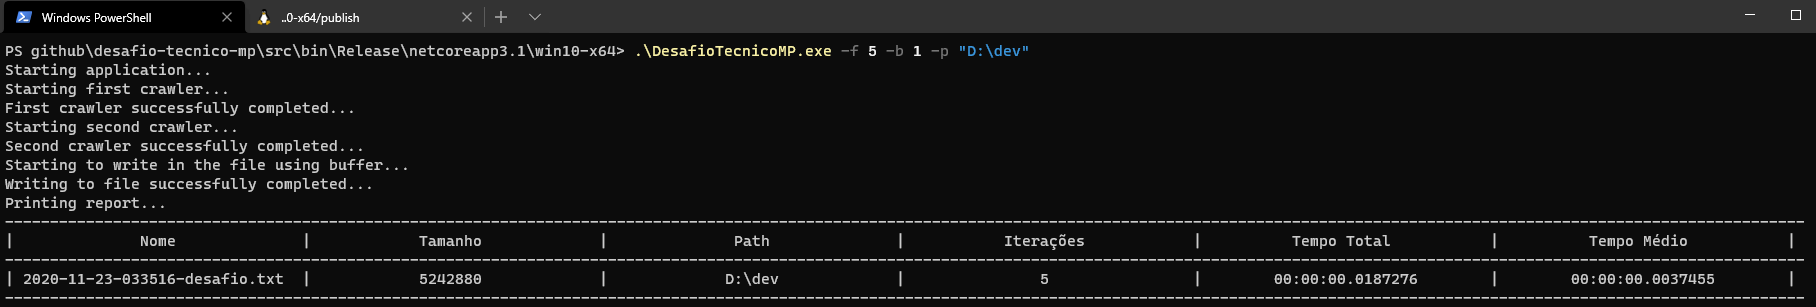 Windows PowerShell
..0-x64/publish
PS github\desafio-tecnico-mp\src\bin\Release\netcoreapp3.1\win10-x64> .\DesafioTecnicoMP.exe -f 5 -b 1 -p "D:\dev"
Starting application...
Starting first crawler...
First crawler successfully completed...
Starting second crawler...
Second crawler successfully completed...
Starting to write in the file using buffer...
Writing to file successfully completed...
Printing report...
| Nome | Tamanho | Path | Iterações | Tempo Total | Tempo Médio |
| 2020-11-23-033516-desafio.txt | 5242880 | D:\dev | 5 | 00:00:00.0187276 | 00:00:00.0037455 |